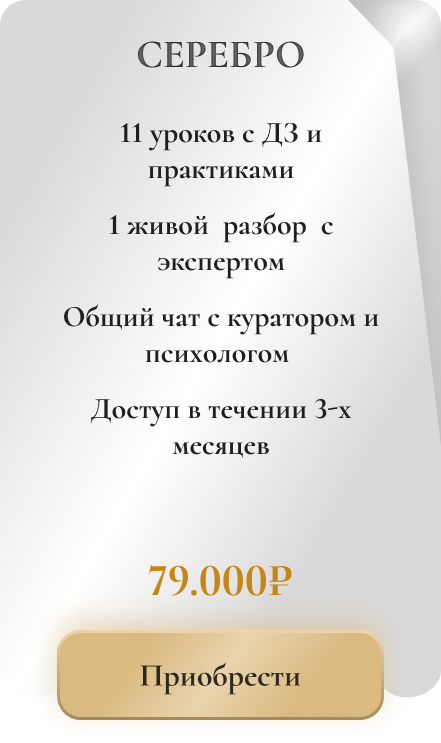 СЕРЕБРО
11 уроков с ДЗ и
практиками
1 живой разбор с
экспертом
Общий чат с куратором и
психологом
Доступ в течении 3-х
месяцев
79.000₽
Приобрести